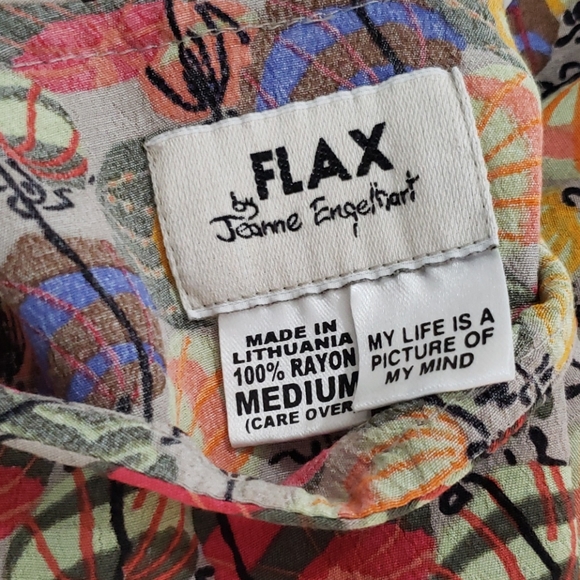 FLAX
by
Jeanne Engelhart
MADE IN
LITHUANIA
100% RAYON
MEDIUM
(CARE OVER
MY LIFE IS A
PICTURE OF
MY MIND